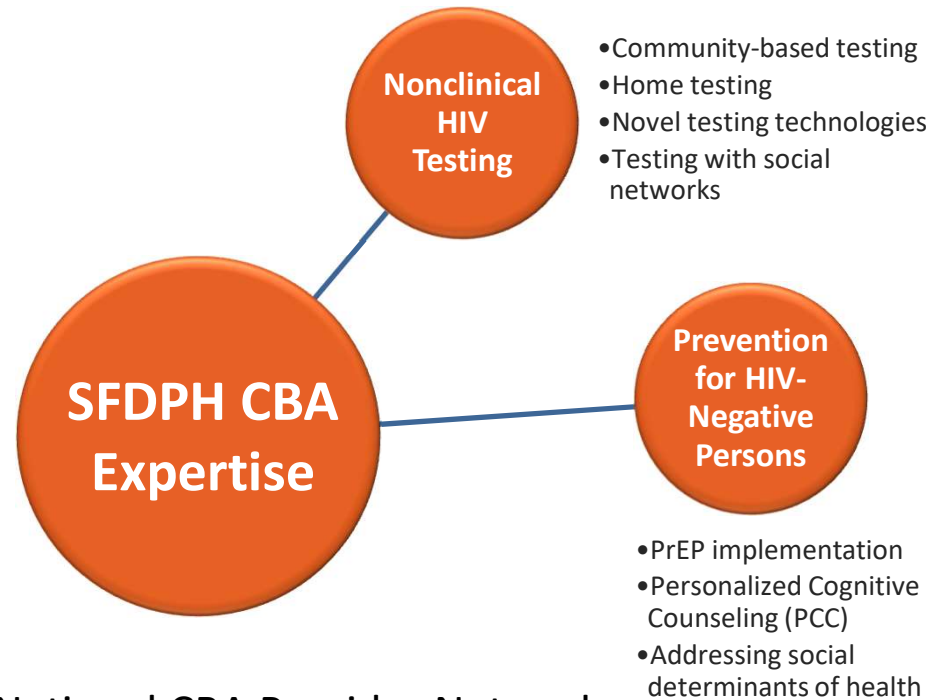 Nonclinical
HIV
Testing
•Community-based testing
•Home testing
•Novel testing technologies
•Testing with social
networks
SFDPH CBA
Expertise
Prevention
for HIV-
Negative
Persons
•PrEP implementation
•Personalized Cognitive
Counseling (PCC)
•Addressing social
determinants of health